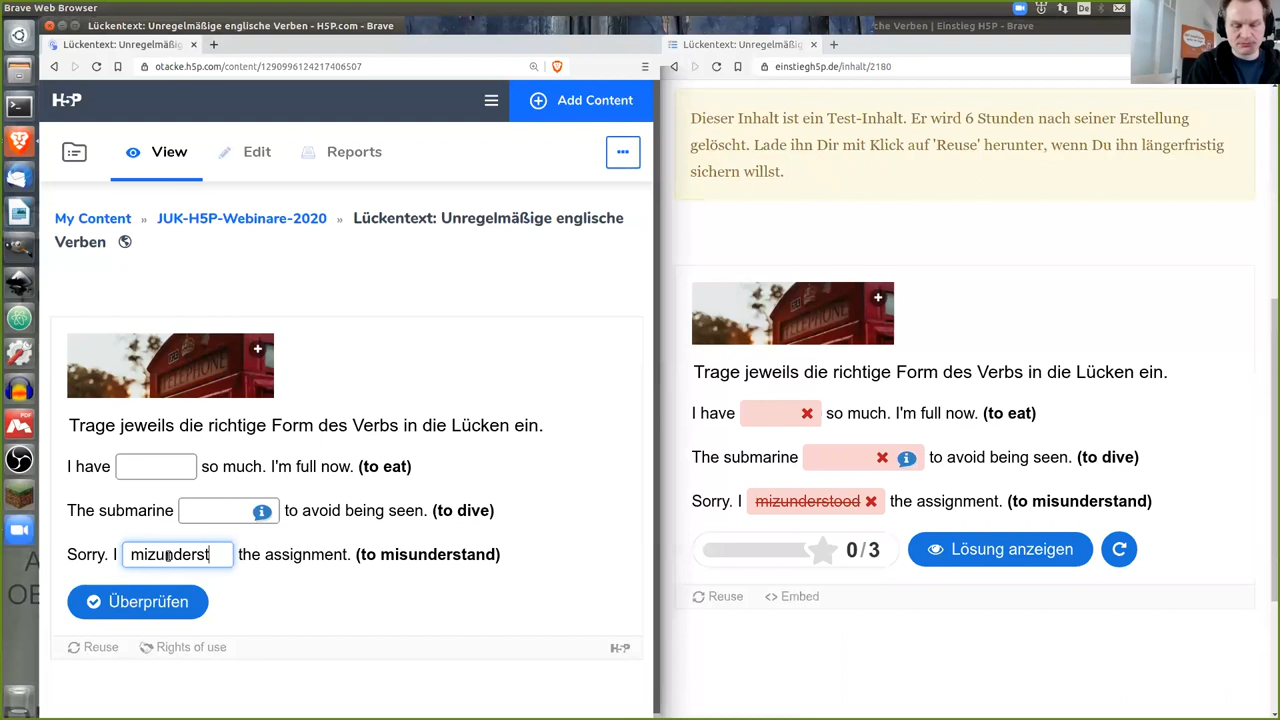 Brave Web Browser
De
Lückentext: Unregelmäßige englische Verben - H5P.com - Brave
che Verben | Einstieg H5P - Brave
Lückentext: Unregelmäßig
otacke.h5p.com/content/1290996124217406507
H5P
Add Content
View
Edit
Reports
My Content » JUK-H5P-Webinare-2020 » Lückentext: Unregelmäßige englische
Verben
TELEPHONE
Trage jeweils die richtige Form des Verbs in die Lücken ein.
I have so much. I'm full now. (to eat)
The submarine to avoid being seen. (to dive)
Sorry. I mizunderst the assignment. (to misunderstand)
Überprüfen
Reuse
Rights of use
H5P
Lückentext: Unregelmäßig
einstiegh5p.de/inhalt/2180
Dieser Inhalt ist ein Test-Inhalt. Er wird 6 Stunden nach seiner Erstellung
gelöscht. Lade ihn Dir mit Klick auf 'Reuse' herunter, wenn Du ihn längerfristig
sichern willst.
TELEPHONE
Trage jeweils die richtige Form des Verbs in die Lücken ein.
I have so much. I'm full now. (to eat)
The submarine to avoid being seen. (to dive)
Sorry. I mizunderstood the assignment. (to misunderstand)
0/3
Lösung anzeigen
Reuse
<> Embed
PDF